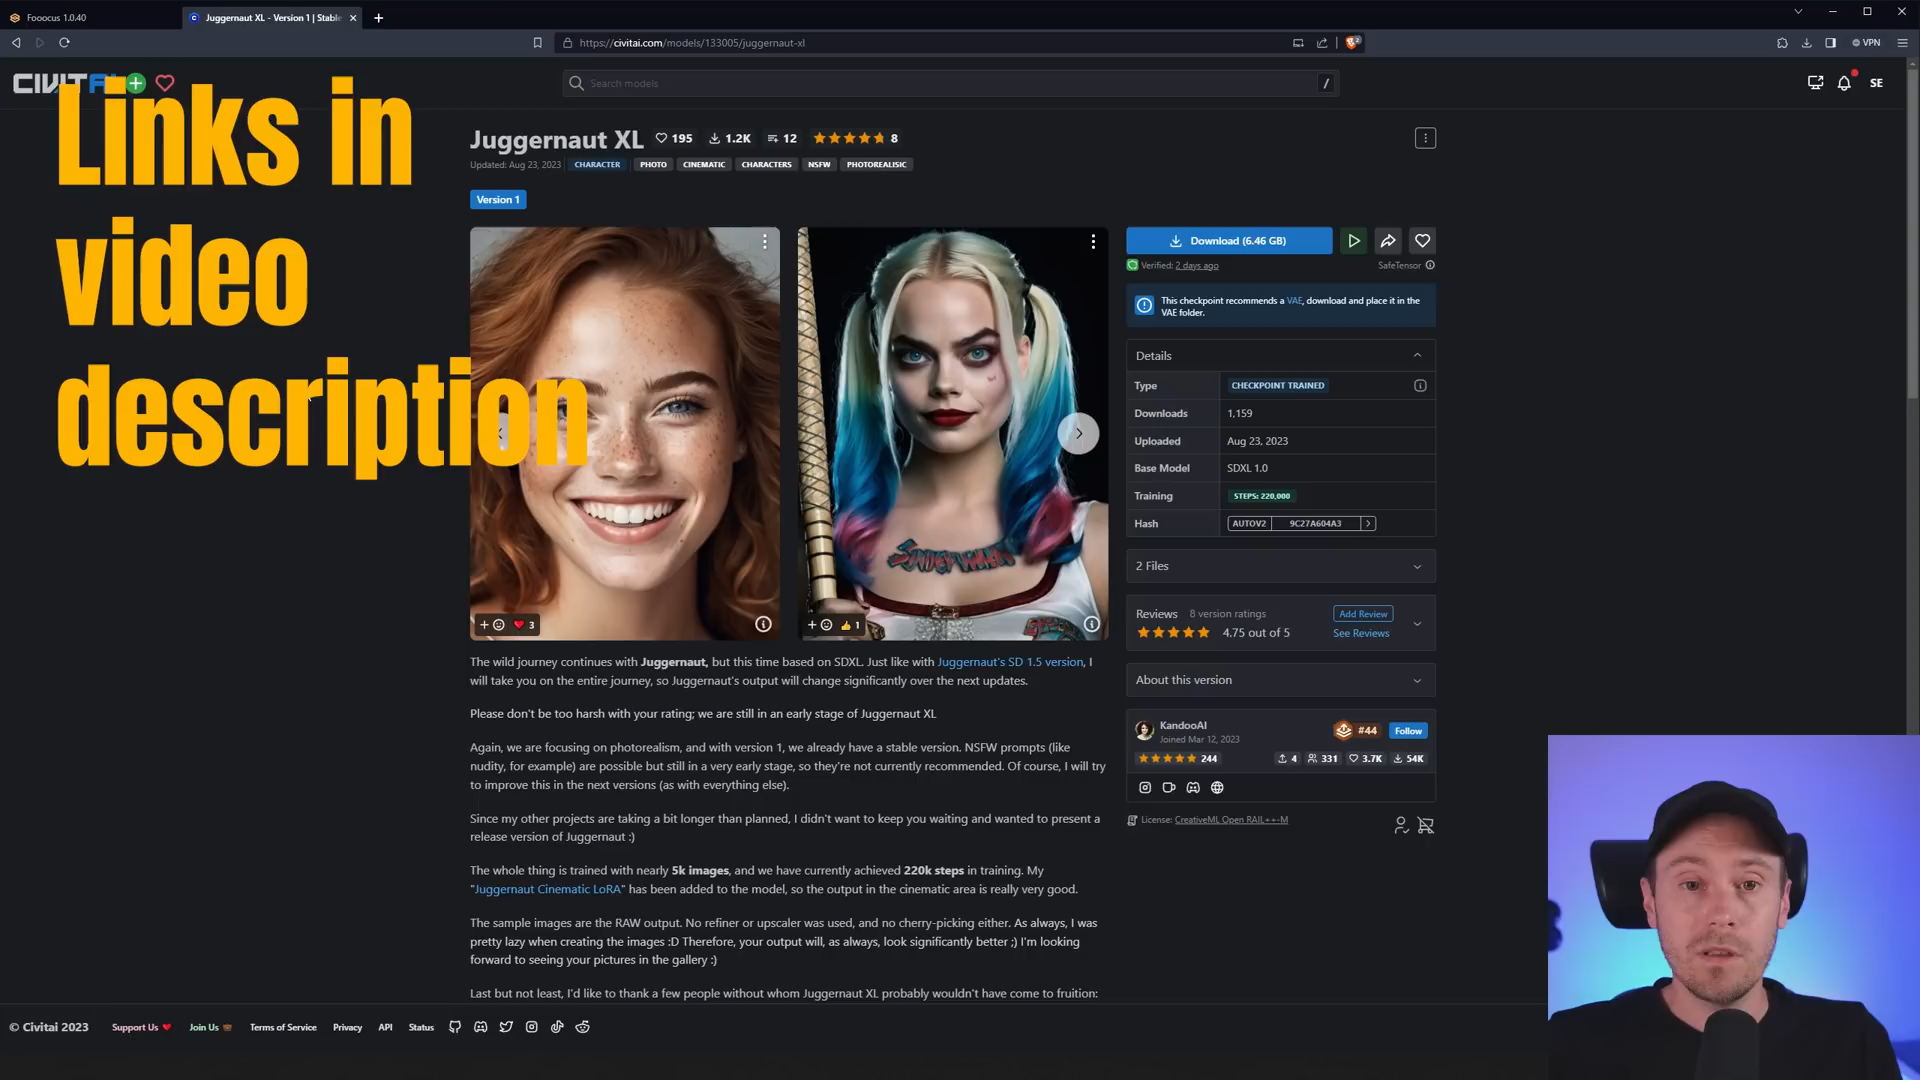 Fooocus 1.0.40
Juggernaut XL - Version 1 | Stable
https://civitai.com/models/133005/juggernaut-xl
VPN
CIVITAI
Search models
/
SE
Links in
video
description
Juggernaut XL
195
1.2K
12
8
Updated: Aug 23, 2023
CHARACTER
PHOTO
CINEMATIC
CHARACTERS
NSFW
PHOTOREALISIC
Version 1
3
1
Download (6.46 GB)
Verified: 2 days ago
SafeTensor
This checkpoint recommends a VAE, download and place it in the
VAE folder.
Details
Type
CHECKPOINT TRAINED
Downloads
1,159
Uploaded
Aug 23, 2023
Base Model
SDXL 1.0
Training
STEPS: 220,000
Hash
AUTOV2
9C27A604A3
2 Files
Reviews
8 version ratings
Add Review
4.75 out of 5
See Reviews
About this version
KandooAI
Joined Mar 12, 2023
#44
Follow
244
4
331
3.7K
54K
License: CreativeML Open RAIL++-M
The wild journey continues with Juggernaut, but this time based on SDXL. Just like with Juggernaut's SD 1.5 version, I
will take you on the entire journey, so Juggernaut's output will change significantly over the next updates.
Please don't be too harsh with your rating; we are still in an early stage of Juggernaut XL
Again, we are focusing on photorealism, and with version 1, we already have a stable version. NSFW prompts (like
nudity, for example) are possible but still in a very early stage, so they're not currently recommended. Of course, I will try
to improve this in the next versions (as with everything else).
Since my other projects are taking a bit longer than planned, I didn't want to keep you waiting and wanted to present a
release version of Juggernaut :)
The whole thing is trained with nearly 5k images, and we have currently achieved 220k steps in training. My
"Juggernaut Cinematic LoRA" has been added to the model, so the output in the cinematic area is really very good.
The sample images are the RAW output. No refiner or upscaler was used, and no cherry-picking either. As always, I was
pretty lazy when creating the images :D Therefore, your output will, as always, look significantly better ;) I'm looking
forward to seeing your pictures in the gallery :)
Last but not least, I'd like to thank a few people without whom Juggernaut XL probably wouldn't have come to fruition:
© Civitai 2023
Support Us
Join Us
Terms of Service
Privacy
API
Status